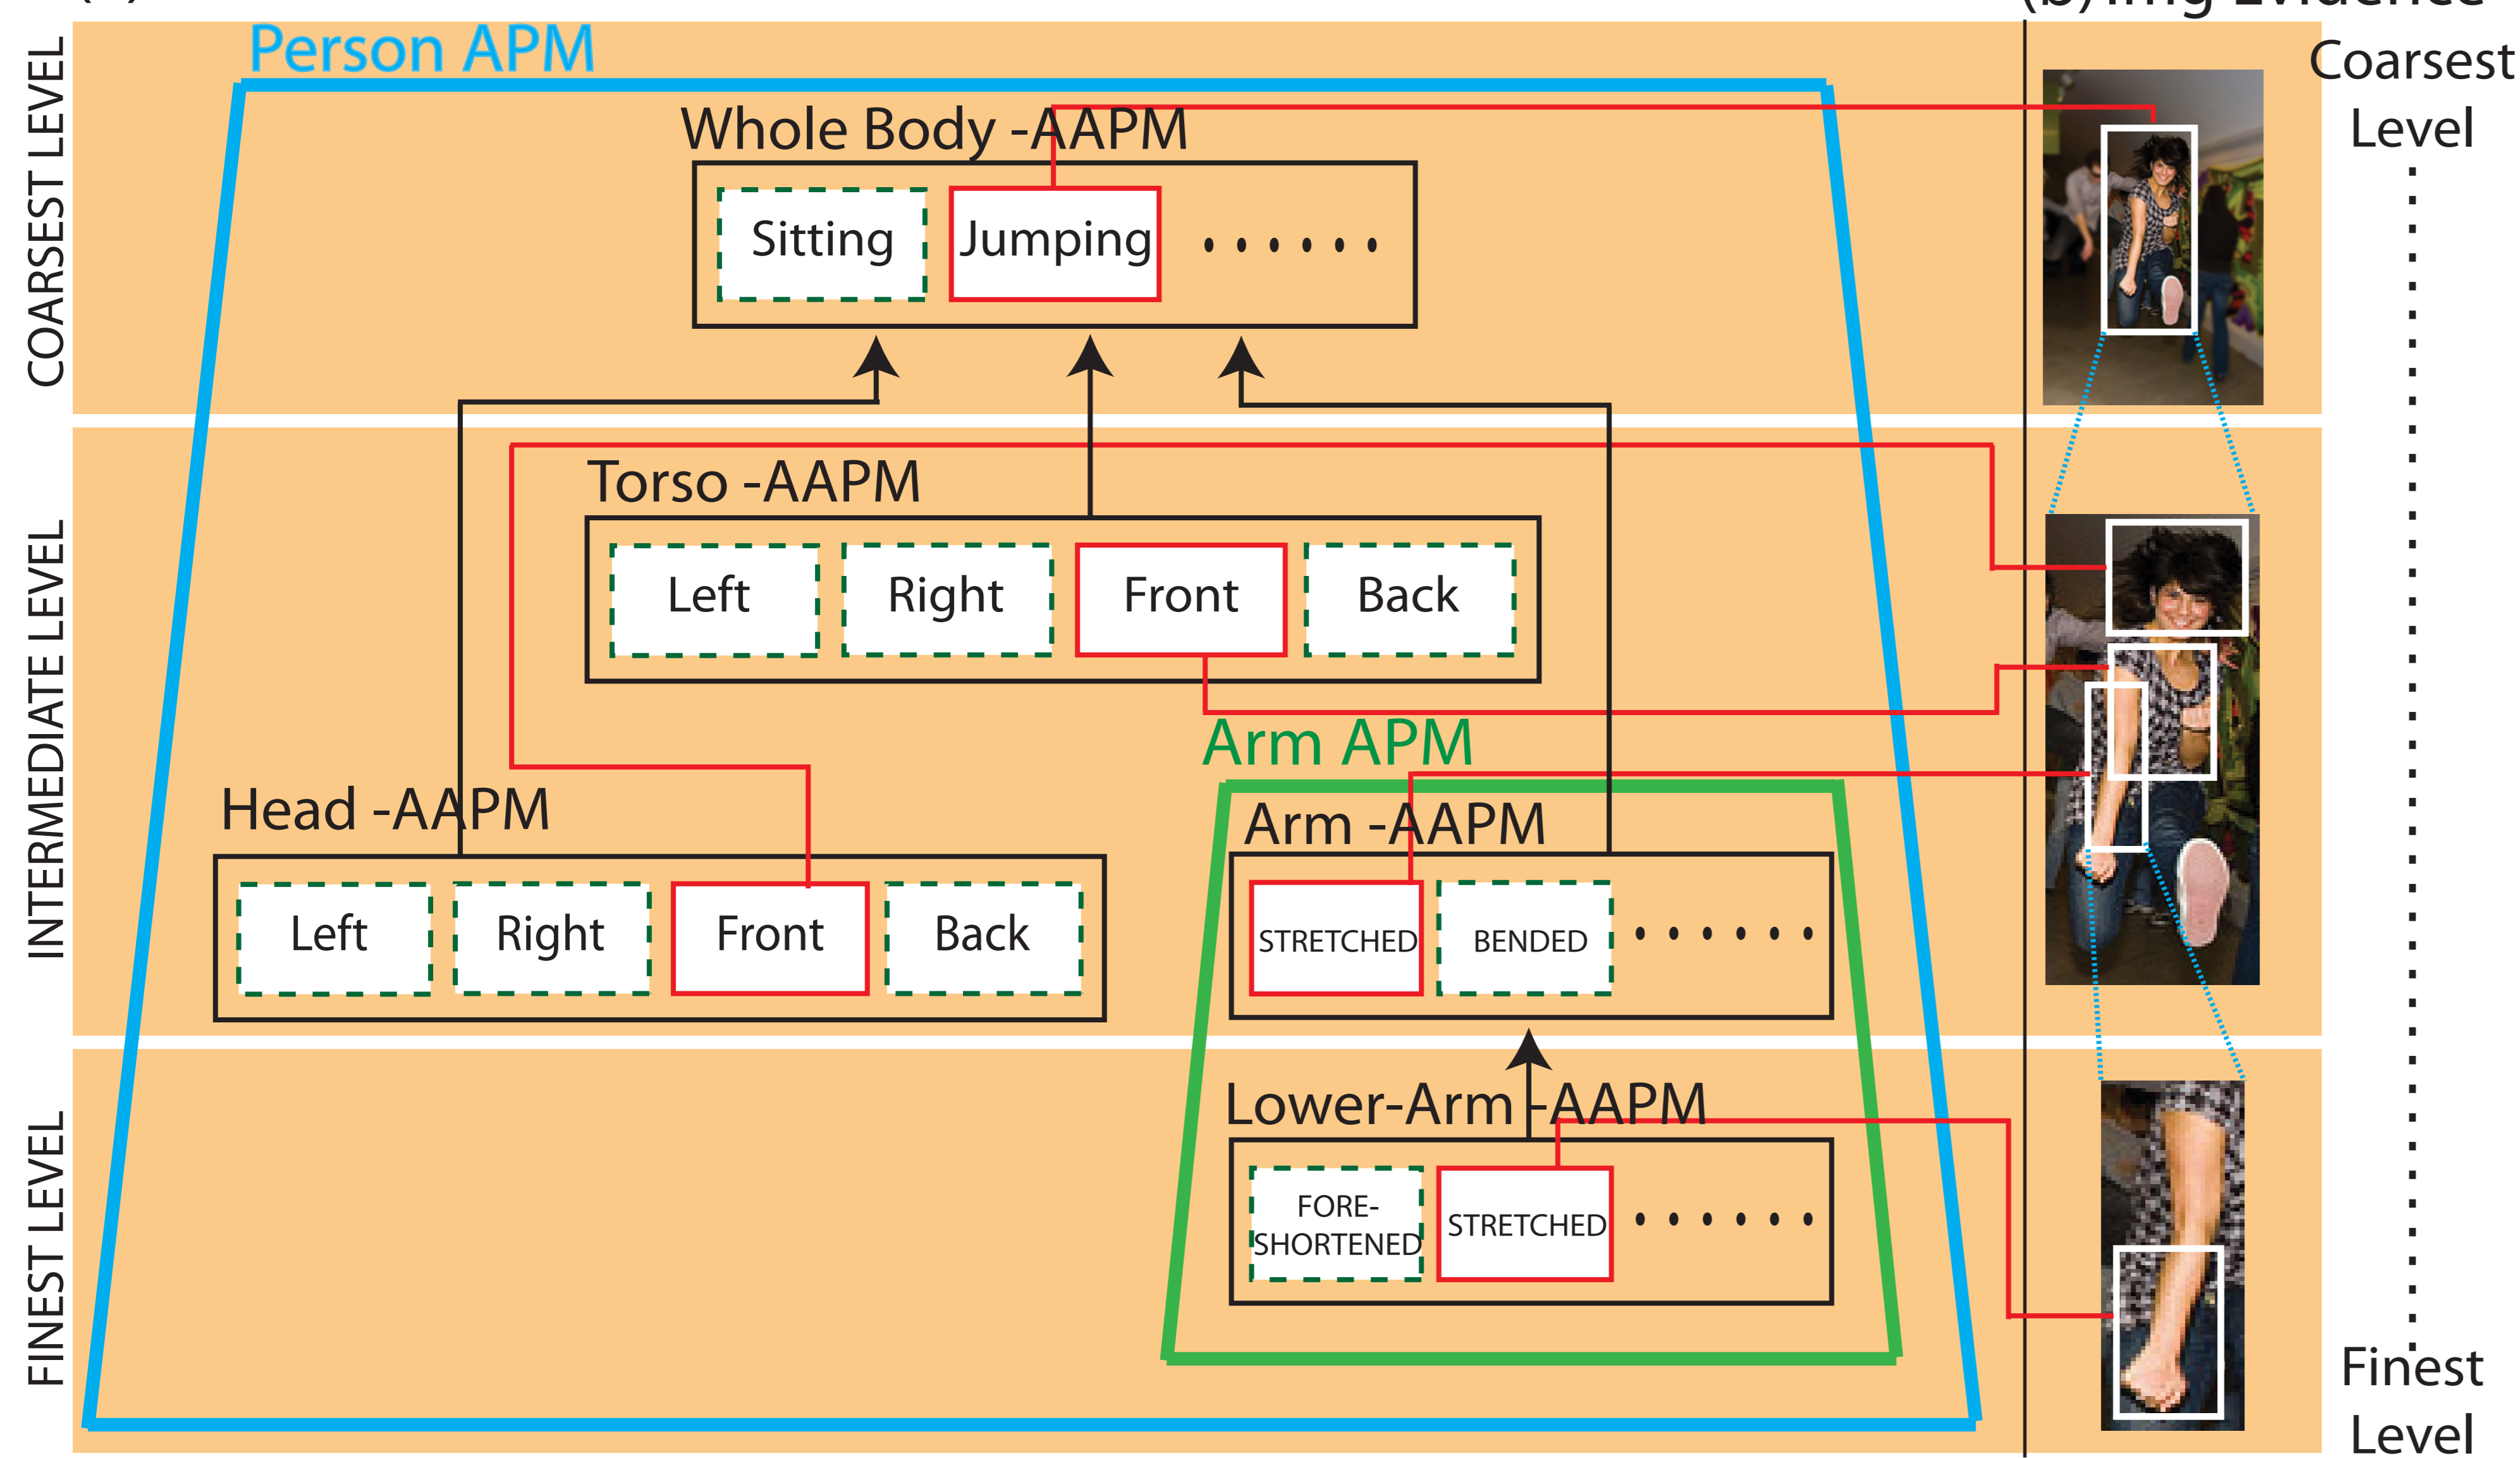 (b) Img Evidence
COARSEST LEVEL
Person APM
Coarsest
Level
Whole Body -AAPM
Sitting
Jumping
INTERMEDIATE LEVEL
Torso -AAPM
Left
Right
Front
Back
Arm APM
Head -AAPM
Left
Right
Front
Back
Arm -AAPM
STRETCHED
BENDED
FINEST LEVEL
Lower-Arm -AAPM
FORE-
SHORTENED
STRETCHED
Finest
Level